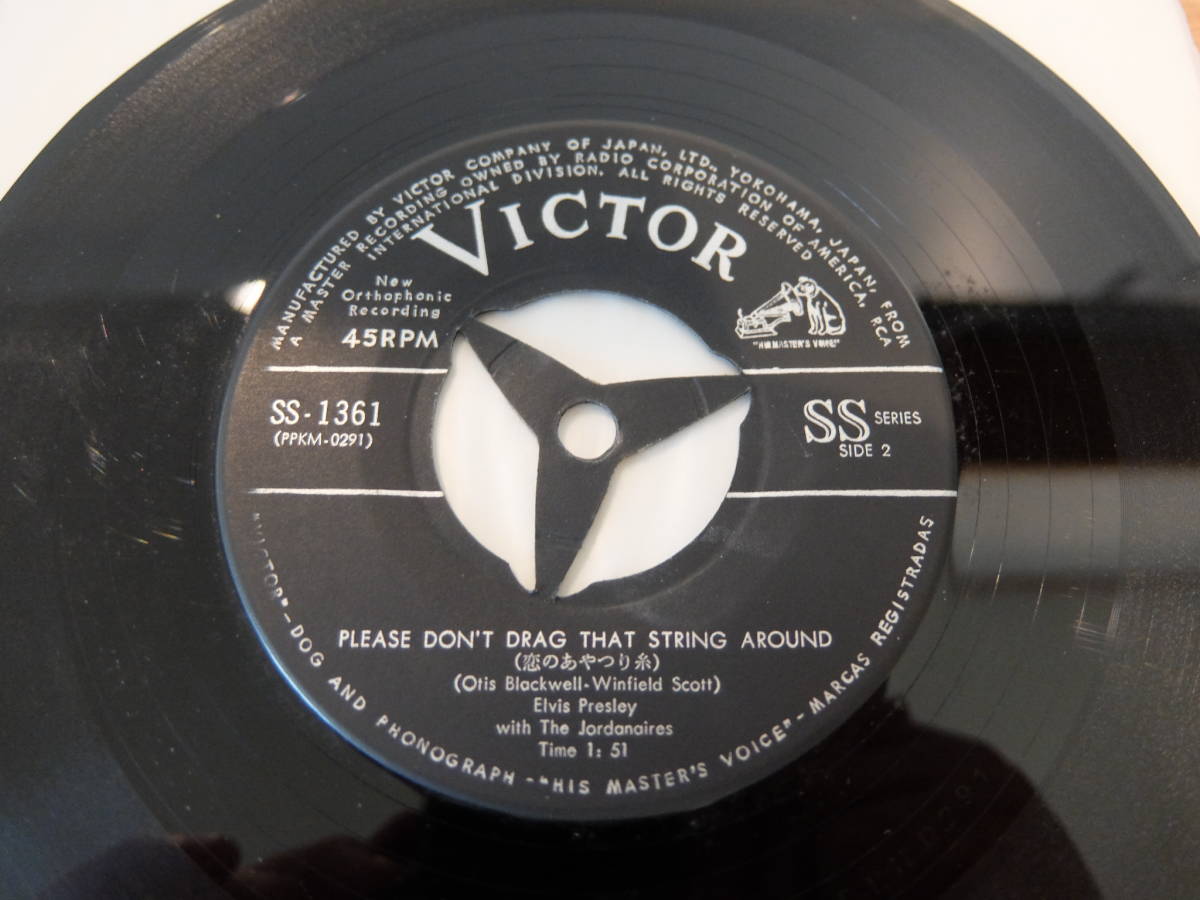 MANUFACTURED BY VICTOR COMPANY OF JAPAN, LTD., YOKOHAMA, JAPAN, FROM
A MASTER RECORDING OWNED BY RADIO CORPORATION OF AMERICA, RCA
INTERNATIONAL DIVISION. ALL RIGHTS RESERVED
VICTOR
New
Orthophonic
Recording
45RPM
"HIS MASTER'S VOICE"
SS-1361
(PPKM-0291)
SS SERIES
SIDE 2
PLEASE DON'T DRAG THAT STRING AROUND
(恋のあやつり糸)
(Otis Blackwell-Winfield Scott)
Elvis Presley
with The Jordanaires
Time 1: 51
"VICTOR"-DOG AND PHONOGRAPH-"HIS MASTER'S VOICE"-MARCAS REGISTRADAS